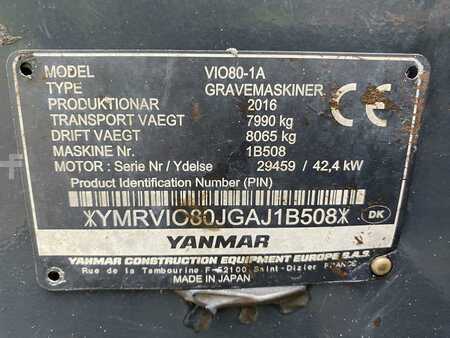 MODEL VIO80-1A
TYPE GRAVEMASKINER
PRODUKTIONAR 2016
TRANSPORT VAEGT 7990 kg
DRIFT VAEGT 8065 kg
MASKINE Nr. 1B508
MOTOR : Serie Nr / Ydelse 29459 / 42,4 kW
Product Identification Number (PIN)
*YMRVIO80JGAJ1B508*
DK
CE
YANMAR
YANMAR CONSTRUCTION EQUIPMENT EUROPE S.A.S.
Rue de la Tambourine F-52100 Saint-Dizier FRANCE
MADE IN JAPAN